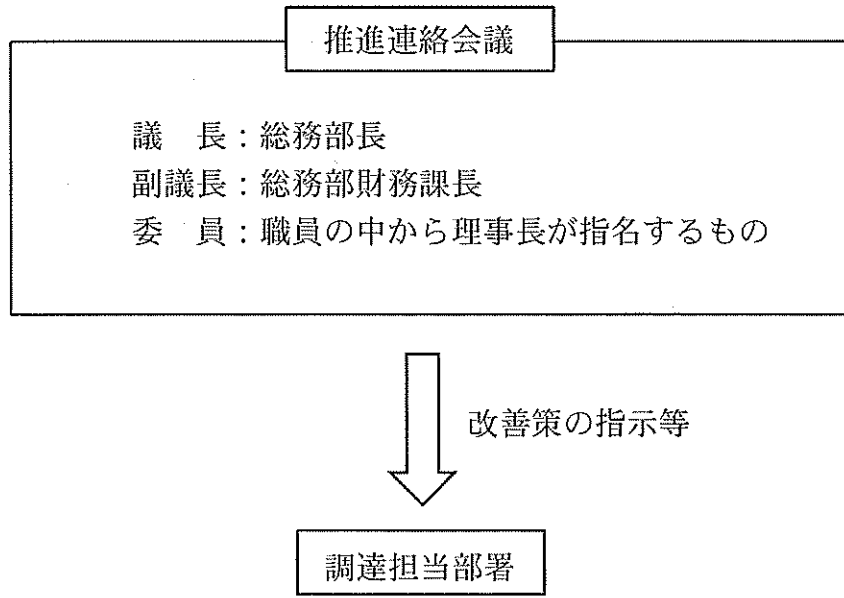 推進連絡会議
議　長：総務部長
副議長：総務部財務課長
委　員：職員の中から理事長が指名するもの
改善策の指示等
調達担当部署